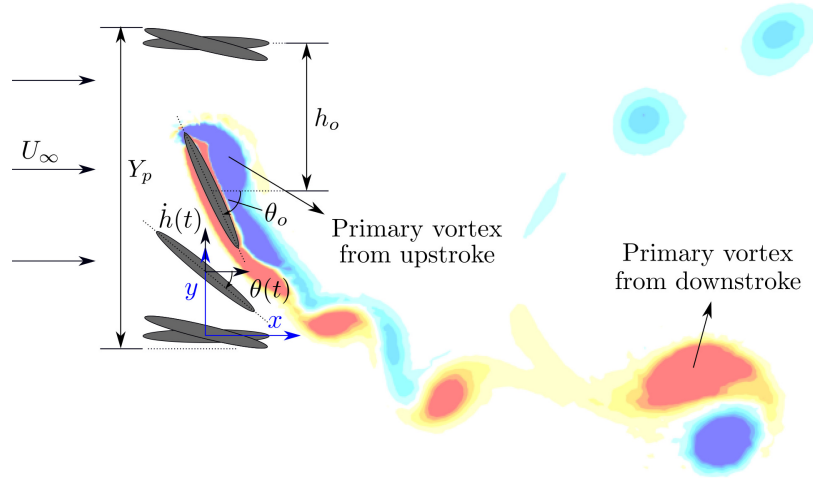 h_o
U_∞
Y_p
θ_o
ḣ(t)
Primary vortex
from upstroke
Primary vortex
from downstroke
θ(t)
y
x